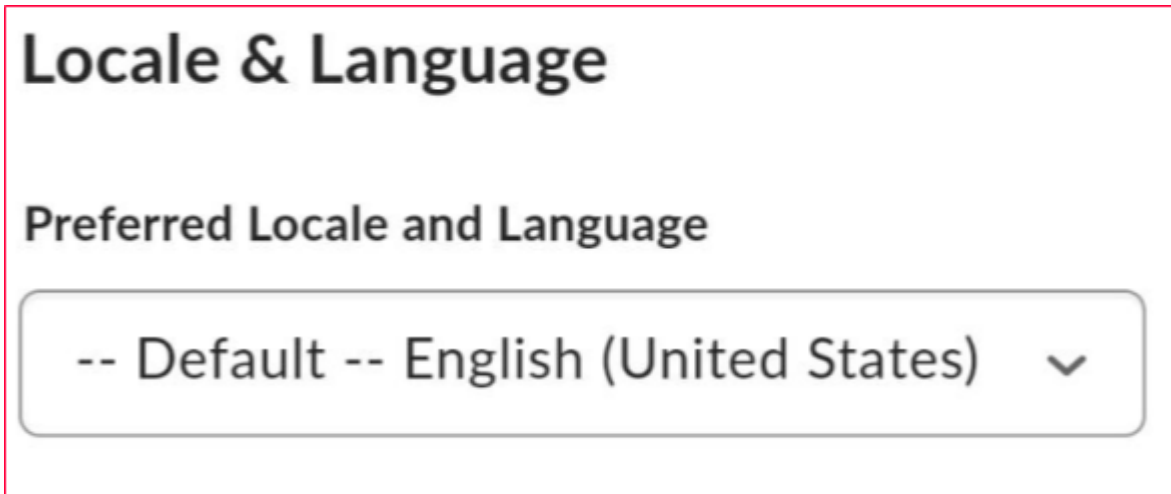 Locale & Language
Preferred Locale and Language
-- Default -- English (United States)